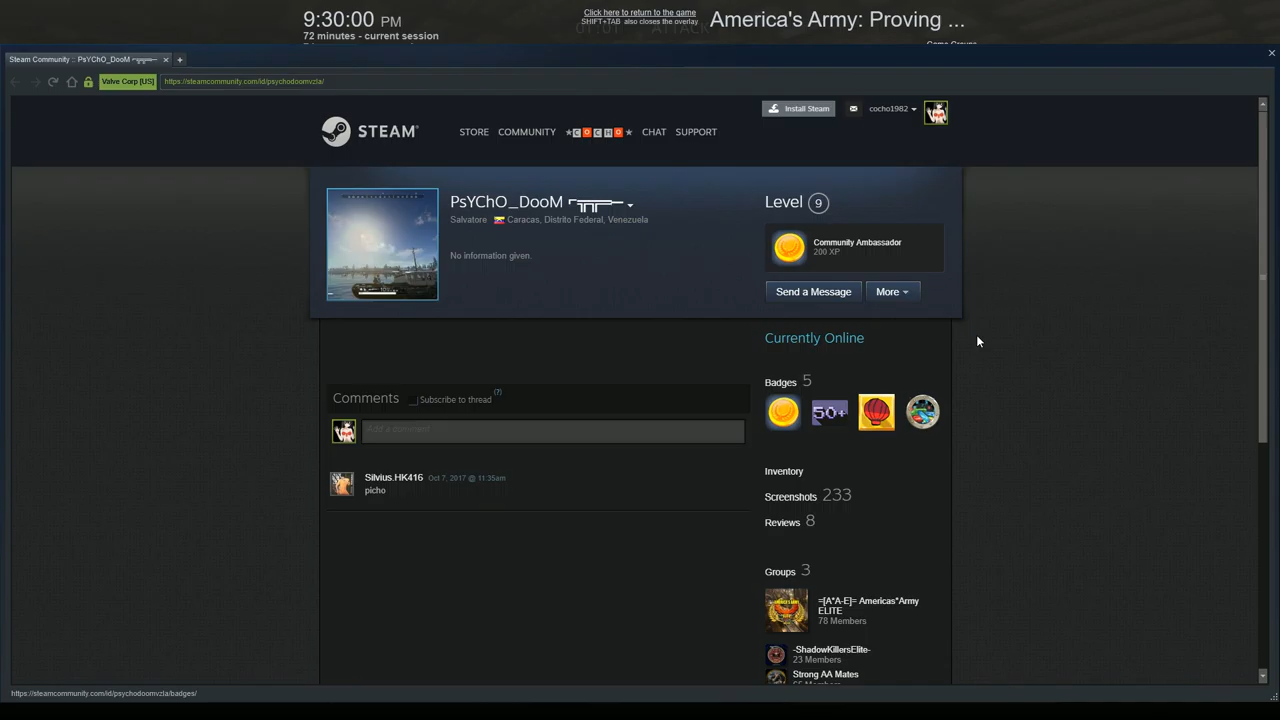 9:30:00 PM
72 minutes - current session
Click here to return to the game
SHIFT+TAB also closes the overlay
America's Army: Proving ...
Steam Community :: PsYChO_DooM
Valve Corp [US]
https://steamcommunity.com/id/psychodoomvzla/
Install Steam
cocho1982
STEAM®
STORE COMMUNITY ★COCHO★ CHAT SUPPORT
PsYChO_DooM
Salvatore Caracas, Distrito Federal, Venezuela
No information given.
Level 9
Community Ambassador
200 XP
Send a Message
More
Currently Online
Comments Subscribe to thread (?)
Add a comment
Silvius.HK416 Oct 7, 2017 @ 11:35am
picho
Badges 5
50+
Inventory
Screenshots 233
Reviews 8
Groups 3
=[A*A-E]= Americas*Army
ELITE
78 Members
-ShadowKillersElite-
23 Members
Strong AA Mates
https://steamcommunity.com/id/psychodoomvzla/badges/